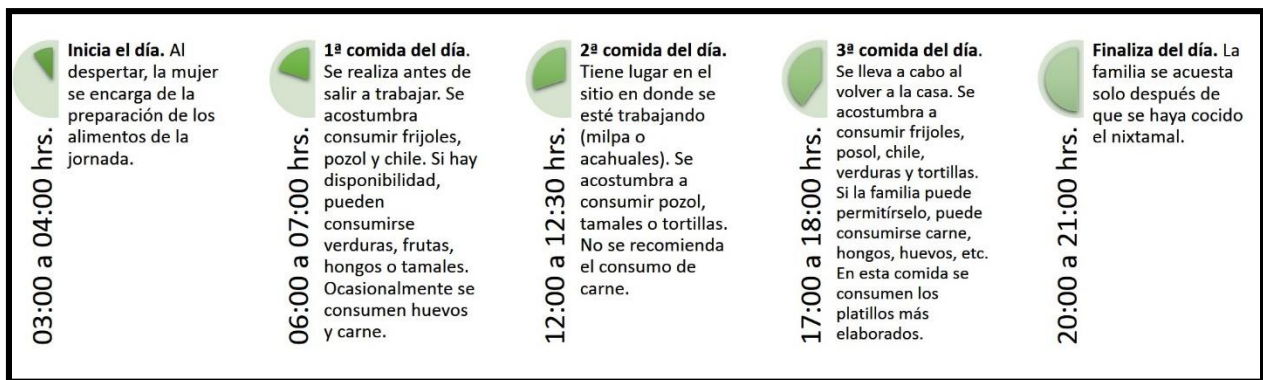 03:00 a 04:00 hrs.
Inicia el día. Al
despertar, la mujer
se encarga de la
preparación de los
alimentos de la
jornada.
06:00 a 07:00 hrs.
1ª comida del día.
Se realiza antes de
salir a trabajar. Se
acostumbra
consumir frijoles,
pozol y chile. Si hay
disponibilidad,
pueden
consumirse
verduras, frutas,
hongos o tamales.
Ocasionalmente se
consumen huevos
y carne.
12:00 a 12:30 hrs.
2ª comida del día.
Tiene lugar en el
sitio en donde se
esté trabajando
(milpa o
acahuales). Se
acostumbra a
consumir pozol,
tamales o tortillas.
No se recomienda
el consumo de
carne.
17:00 a 18:00 hrs.
3ª comida del día.
Se lleva a cabo al
volver a la casa. Se
acostumbra a
consumir frijoles,
posol, chile,
verduras y tortillas.
Si la familia puede
permitírselo, puede
consumirse carne,
hongos, huevos, etc.
En esta comida se
consumen los
platillos más
elaborados.
20:00 a 21:00 hrs.
Finaliza del día. La
familia se acuesta
solo después de
que se haya cocido
el nixtamal.